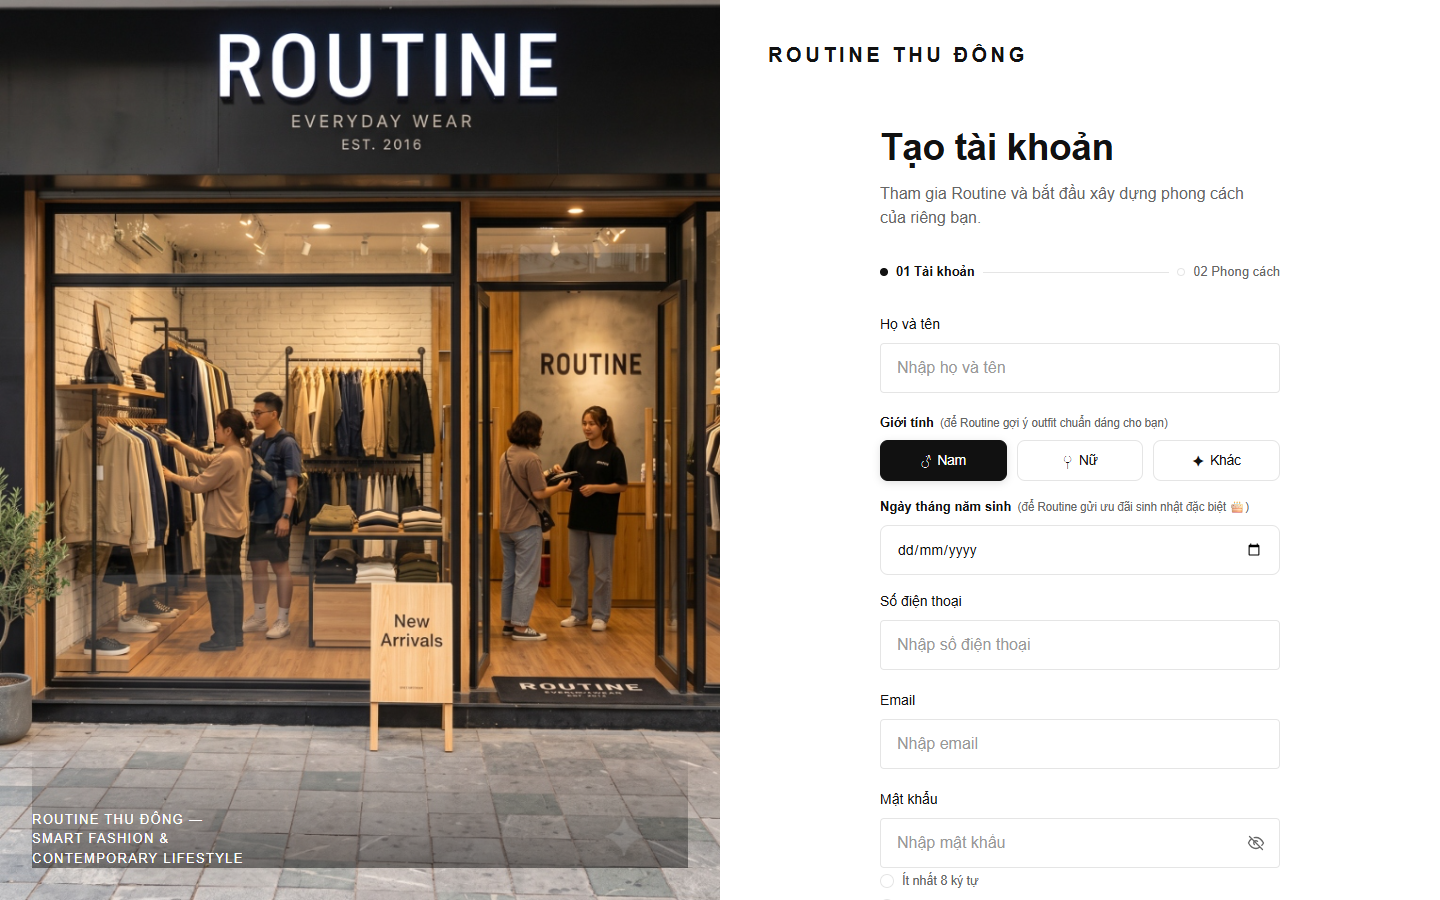 ROUTINE
EVERYDAY WEAR
EST. 2016
ROUTINE
New
Arrivals
ROUTINE
ROUTINE THU ĐÔNG —
SMART FASHION &
CONTEMPORARY LIFESTYLE
ROUTINE THU ĐÔNG
Tạo tài khoản
Tham gia Routine và bắt đầu xây dựng phong cách
của riêng bạn.
01 Tài khoản
02 Phong cách
Họ và tên
Nhập họ và tên
Giới tính (để Routine gợi ý outfit chuẩn dáng cho bạn)
♂ Nam
♀ Nữ
✦ Khác
Ngày tháng năm sinh (để Routine gửi ưu đãi sinh nhật đặc biệt 🎂)
dd/mm/yyyy
Số điện thoại
Nhập số điện thoại
Email
Nhập email
Mật khẩu
Nhập mật khẩu
Ít nhất 8 ký tự